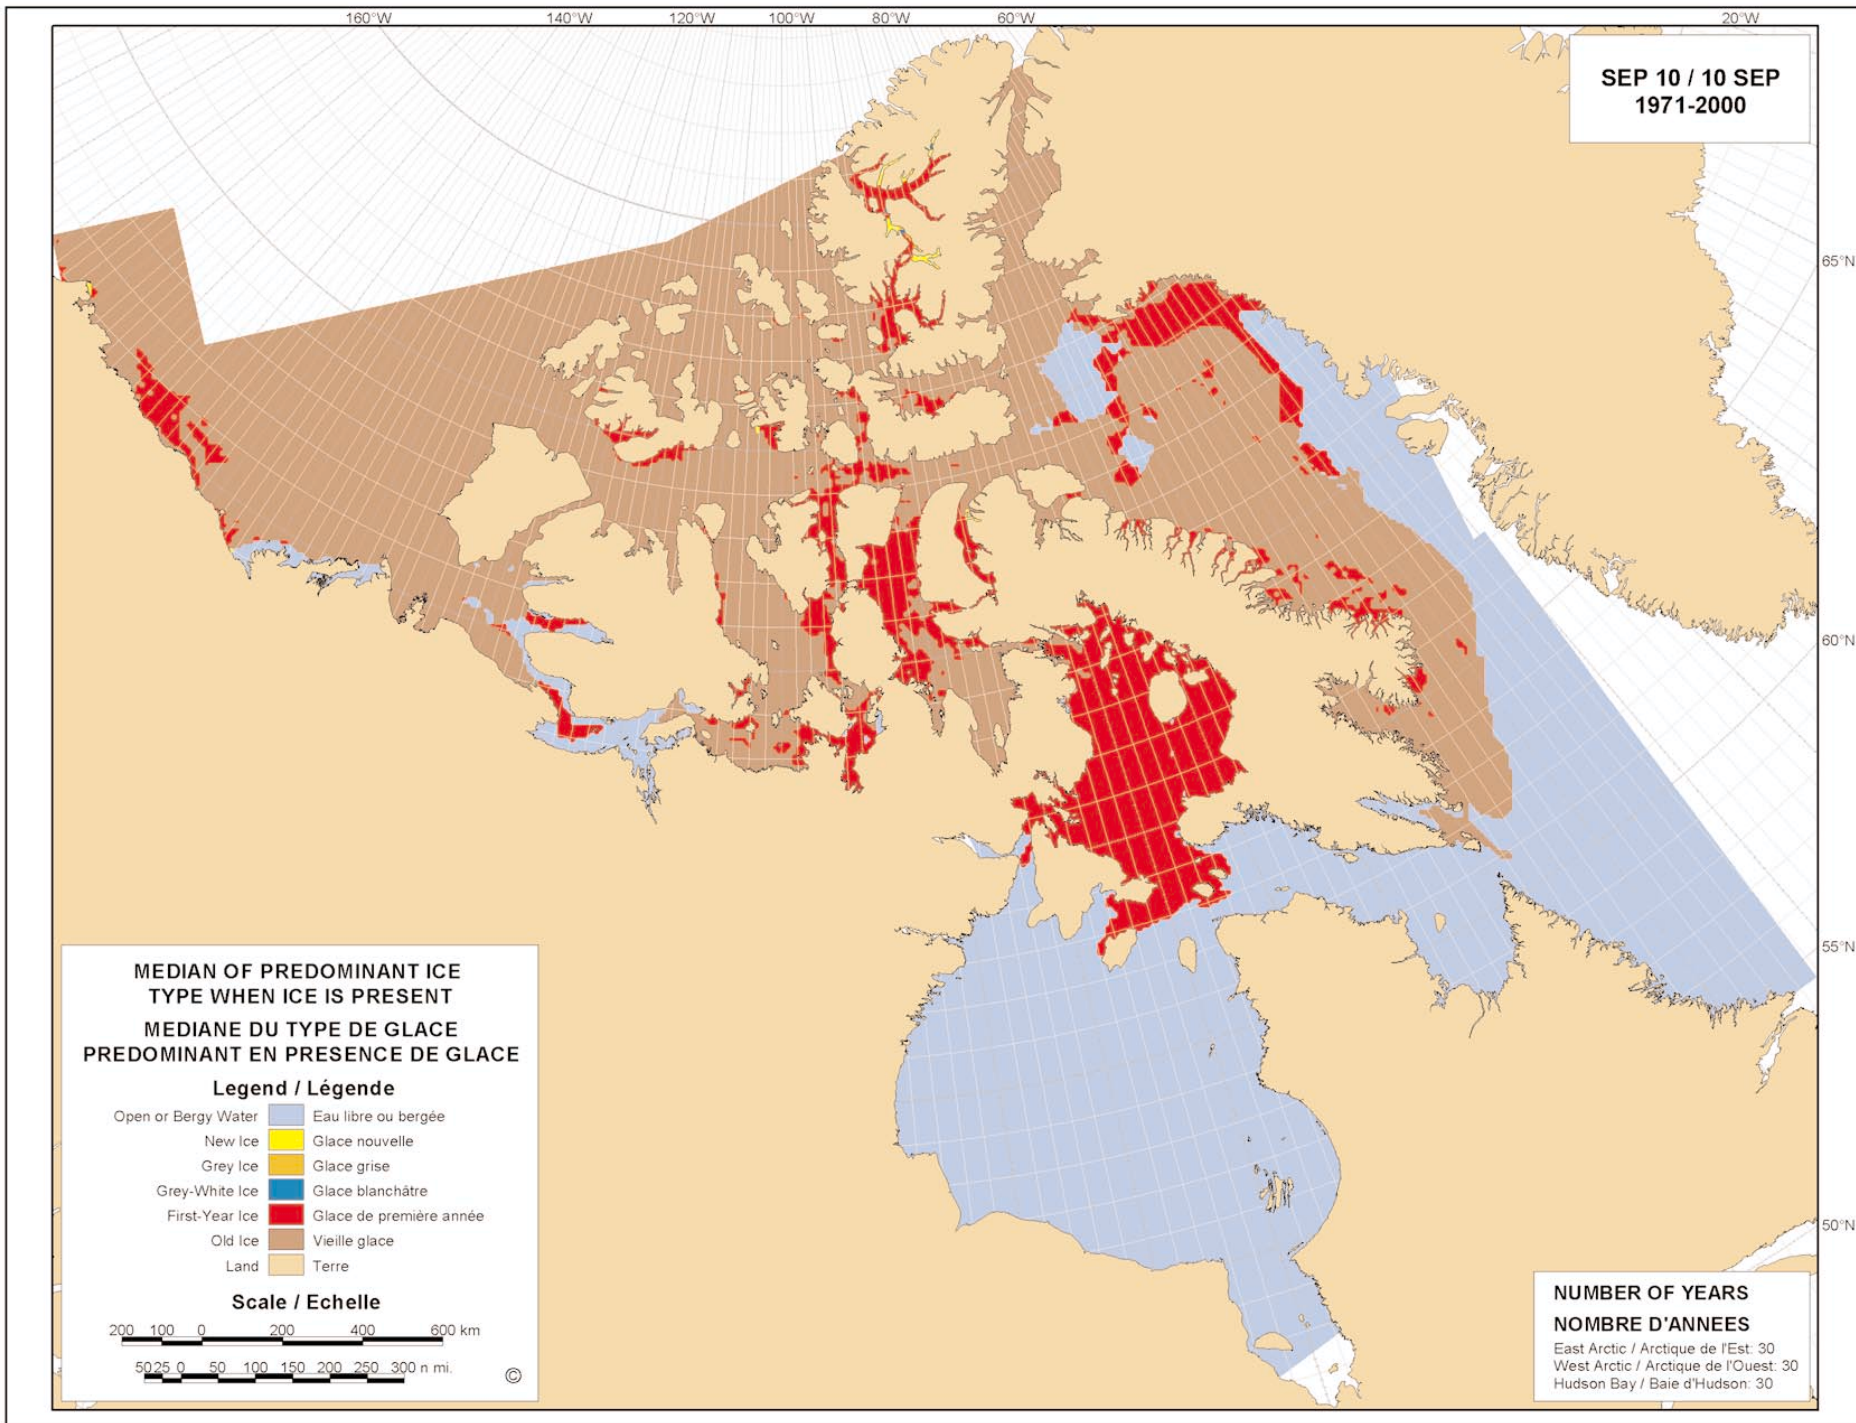 160°W 140°W 120°W 100°W 80°W 60°W 20°W
SEP 10 / 10 SEP
1971-2000
65°N
60°N
55°N
50°N
MEDIAN OF PREDOMINANT ICE
TYPE WHEN ICE IS PRESENT
MEDIANE DU TYPE DE GLACE
PREDOMINANT EN PRESENCE DE GLACE
Legend / Légende
Open or Bergy Water Eau libre ou bergée
New Ice Glace nouvelle
Grey Ice Glace grise
Grey-White Ice Glace blanchâtre
First-Year Ice Glace de première année
Old Ice Vieille glace
Land Terre
Scale / Echelle
200 100 0 200 400 600 km
50 25 0 50 100 150 200 250 300 n mi.
©
NUMBER OF YEARS
NOMBRE D'ANNEES
East Arctic / Arctique de l'Est: 30
West Arctic / Arctique de l'Ouest: 30
Hudson Bay / Baie d'Hudson: 30